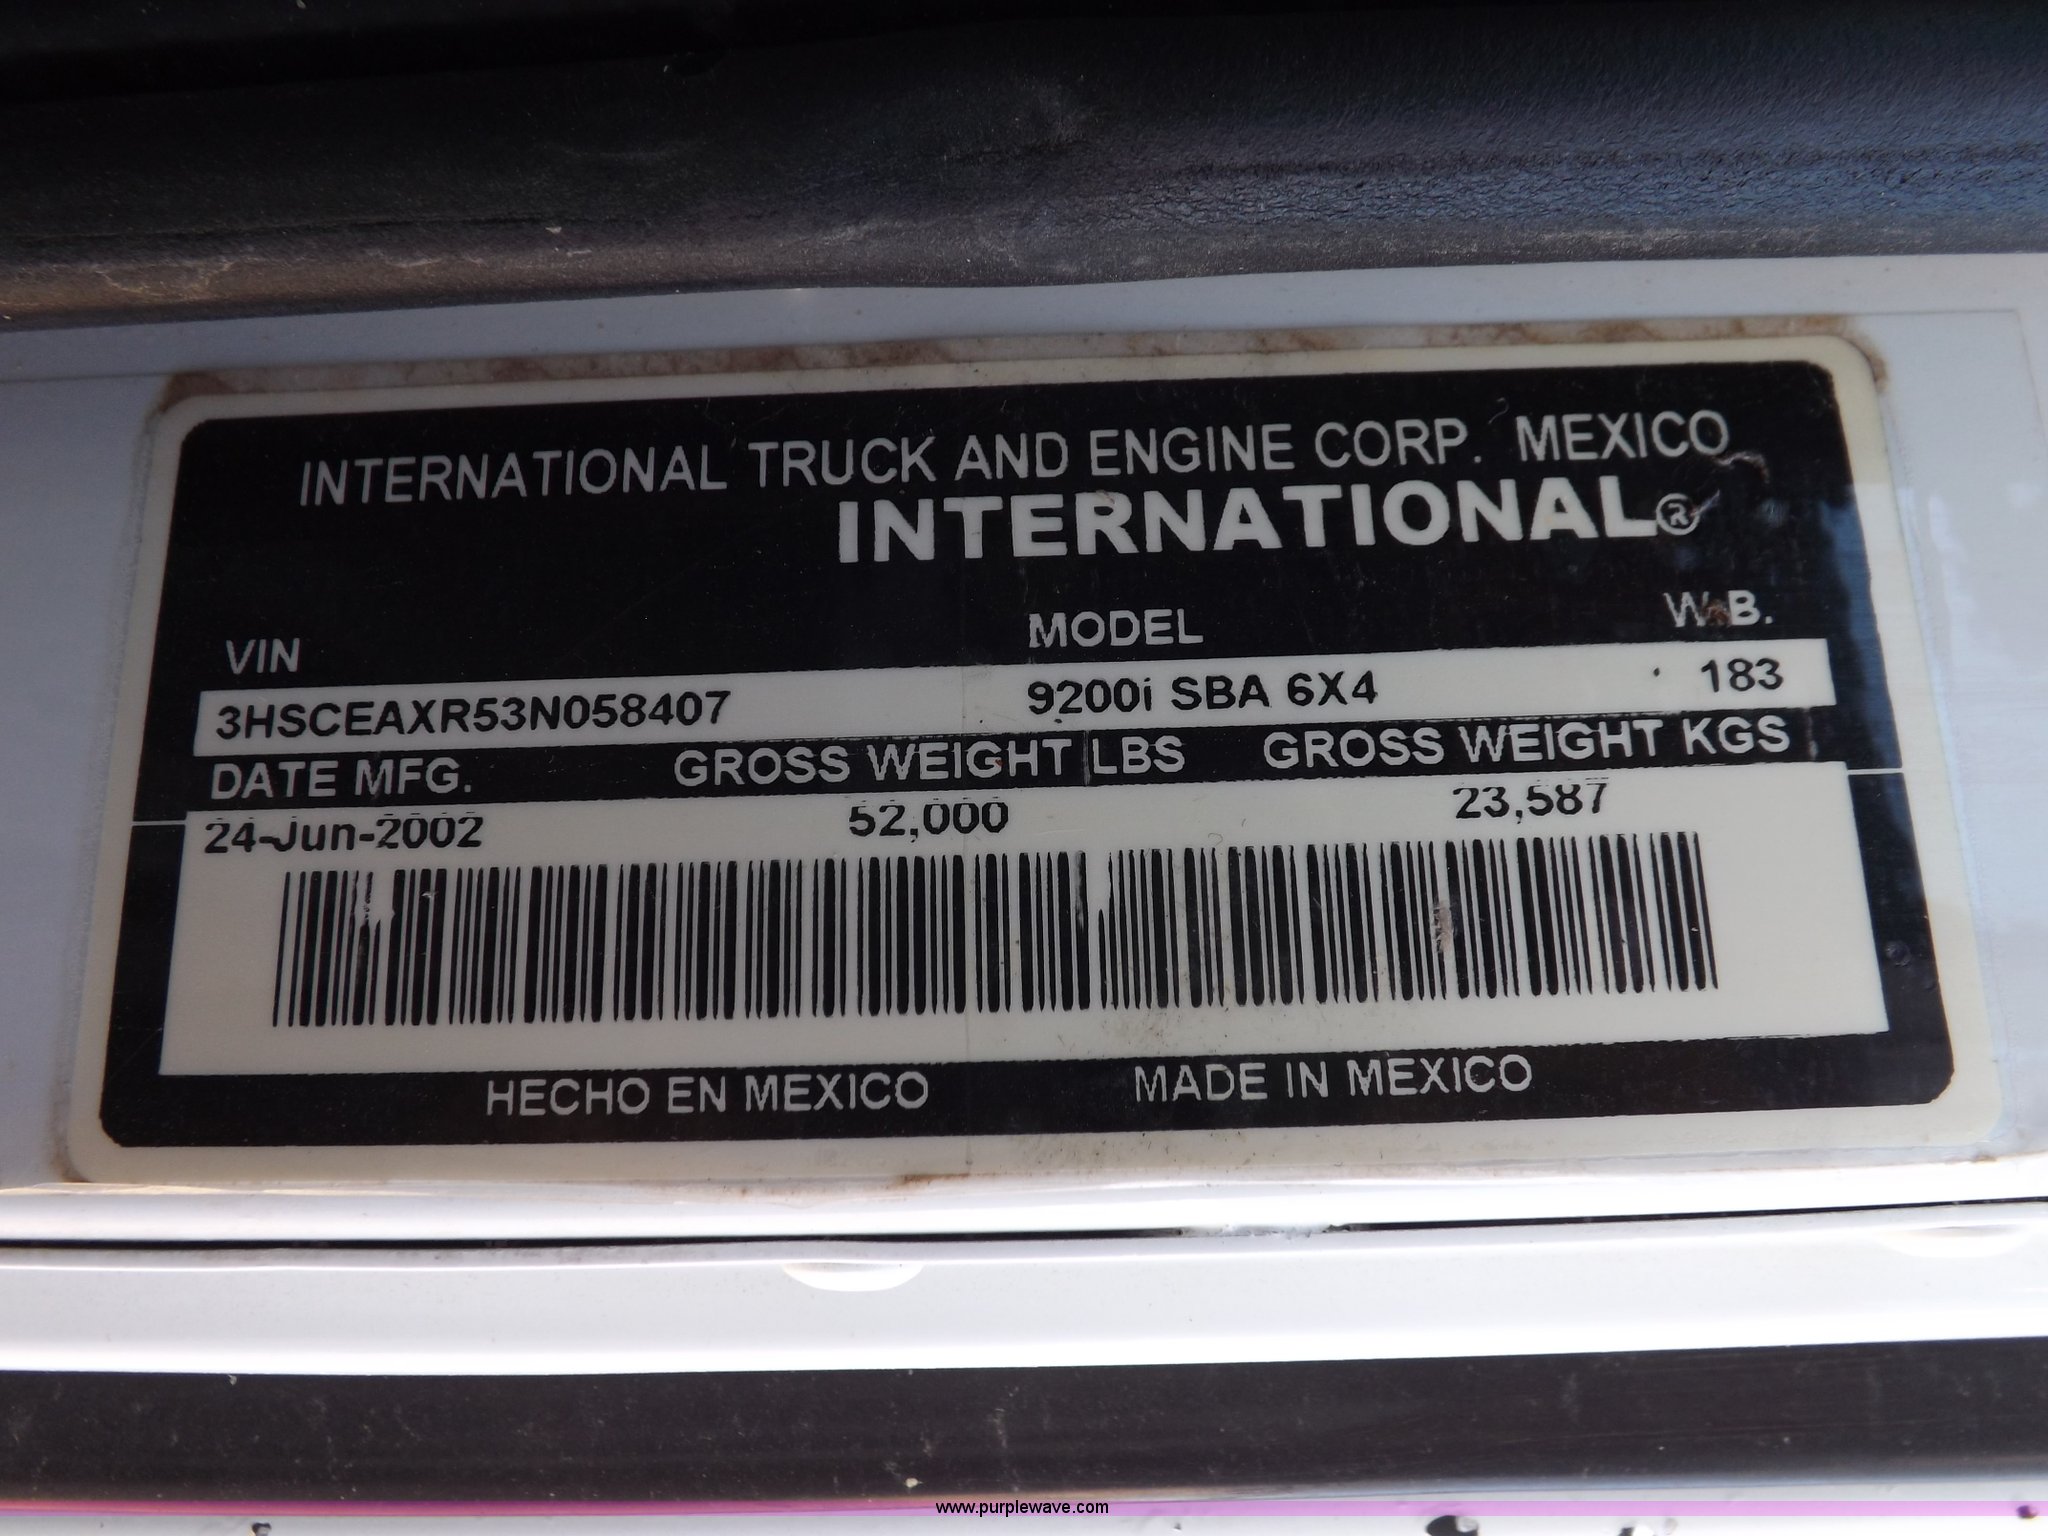 INTERNATIONAL TRUCK AND ENGINE CORP. MEXICO
INTERNATIONAL®
VIN MODEL W.B.
3HSCEAXR53N058407 9200i SBA 6X4 183
DATE MFG. GROSS WEIGHT LBS GROSS WEIGHT KGS
24-Jun-2002 52,000 23,587
HECHO EN MEXICO MADE IN MEXICO
www.purplewave.com